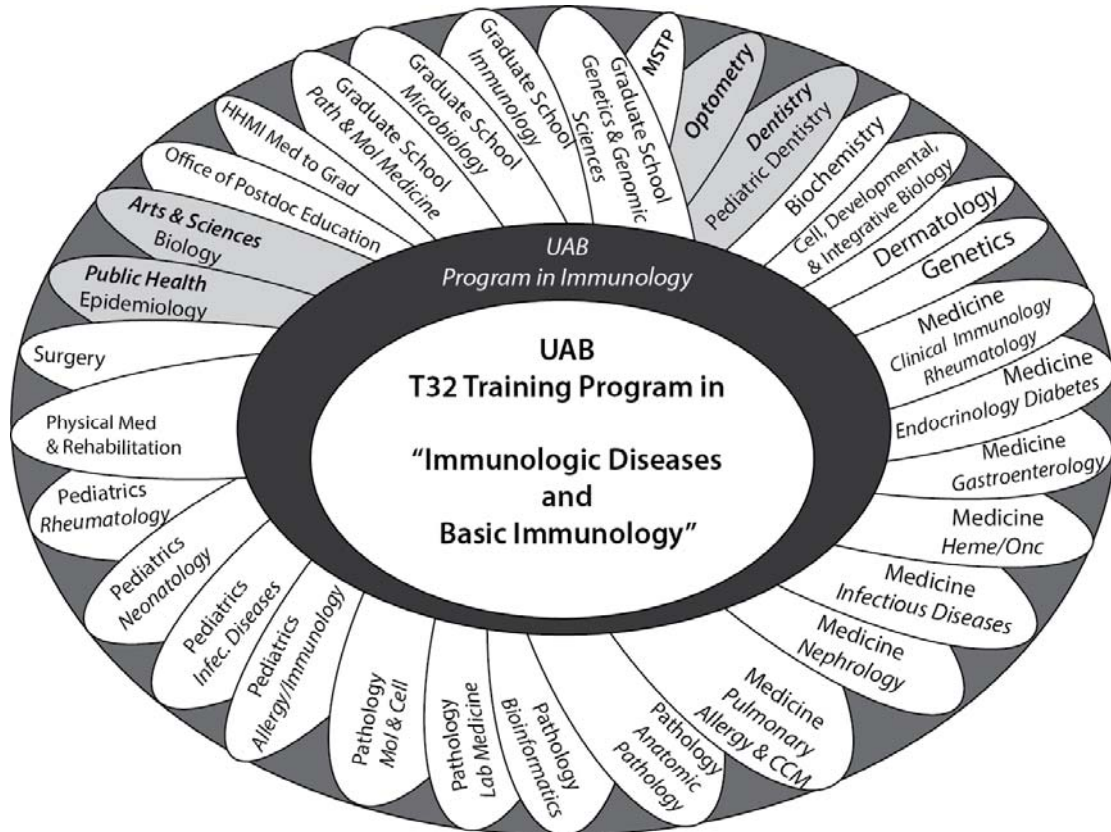 UAB
Program in Immunology
UAB
T32 Training Program in
“Immunologic Diseases
and
Basic Immunology”
MSTP
Optometry
Dentistry
Pediatric Dentistry
Biochemistry
Cell, Developmental,
& Integrative Biology
Dermatology
Genetics
Medicine
Clinical Immunology
Rheumatology
Medicine
Endocrinology Diabetes
Medicine
Gastroenterology
Medicine
Heme/Onc
Medicine
Infectious Diseases
Medicine
Nephrology
Medicine
Pulmonary
Allergy & CCM
Pathology
Anatomic
Pathology
Pathology
Bioinformatics
Pathology
Lab Medicine
Pathology
Mol & Cell
Pediatrics
Allergy/Immunology
Pediatrics
Infec. Diseases
Pediatrics
Neonatology
Pediatrics
Rheumatology
Physical Med
& Rehabilitation
Surgery
Public Health
Epidemiology
Arts & Sciences
Biology
Office of Postdoc Education
HHMI Med to Grad
Graduate School
Path & Mol Medicine
Graduate School
Microbiology
Graduate School
Immunology
Graduate School
Genetics & Genomic
Sciences